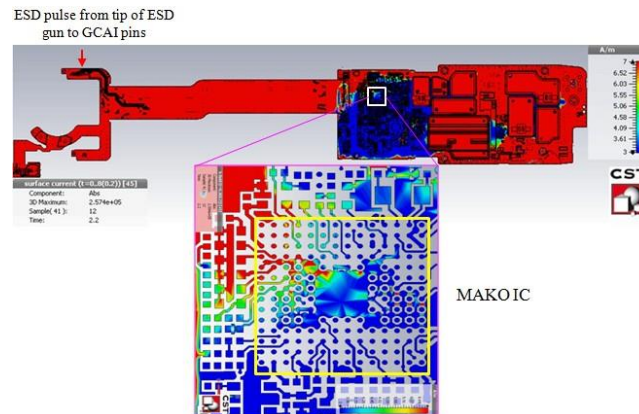 ESD pulse from tip of ESD
gun to GCAI pins
A/m
7
6.52
6.03
5.55
5.06
4.58
4.09
3.61
3
surface current (t=0..8(0.2)) [45]
Component: Abs
3D Maximum: 2.574e+05
Sample( 41 ): 12
Time: 2.2
CST
MAKO IC
CST